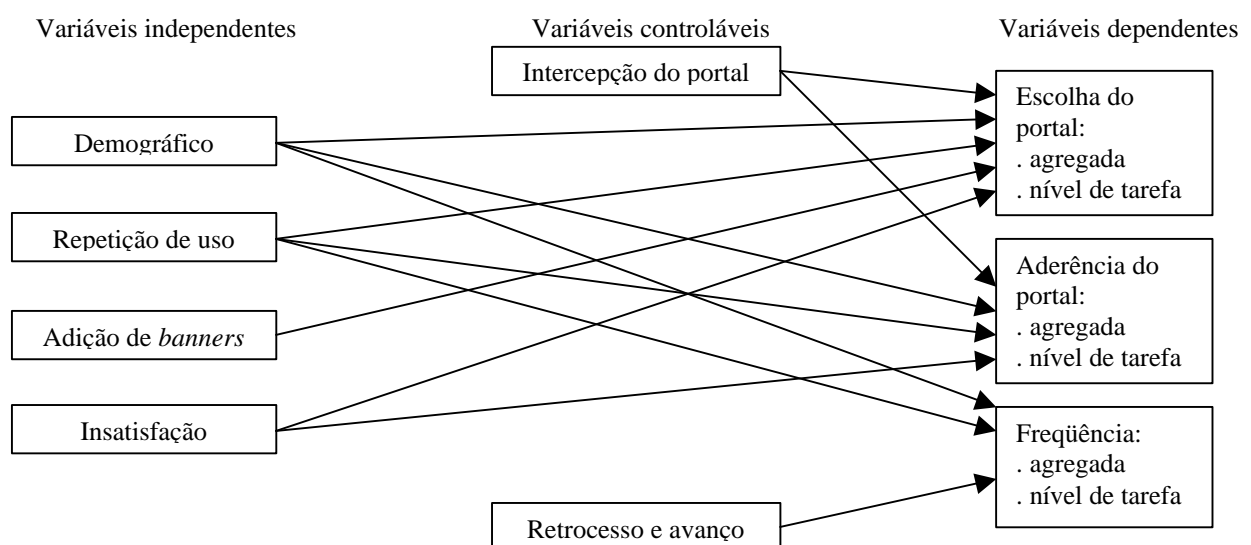 Variáveis independentes
Variáveis controláveis
Variáveis dependentes
Intercepção do portal
Escolha do
portal:
. agregada
. nível de tarefa
Demográfico
Repetição de uso
Aderência do
portal:
. agregada
. nível de tarefa
Adição de banners
Insatisfação
Freqüência:
. agregada
. nível de tarefa
Retrocesso e avanço